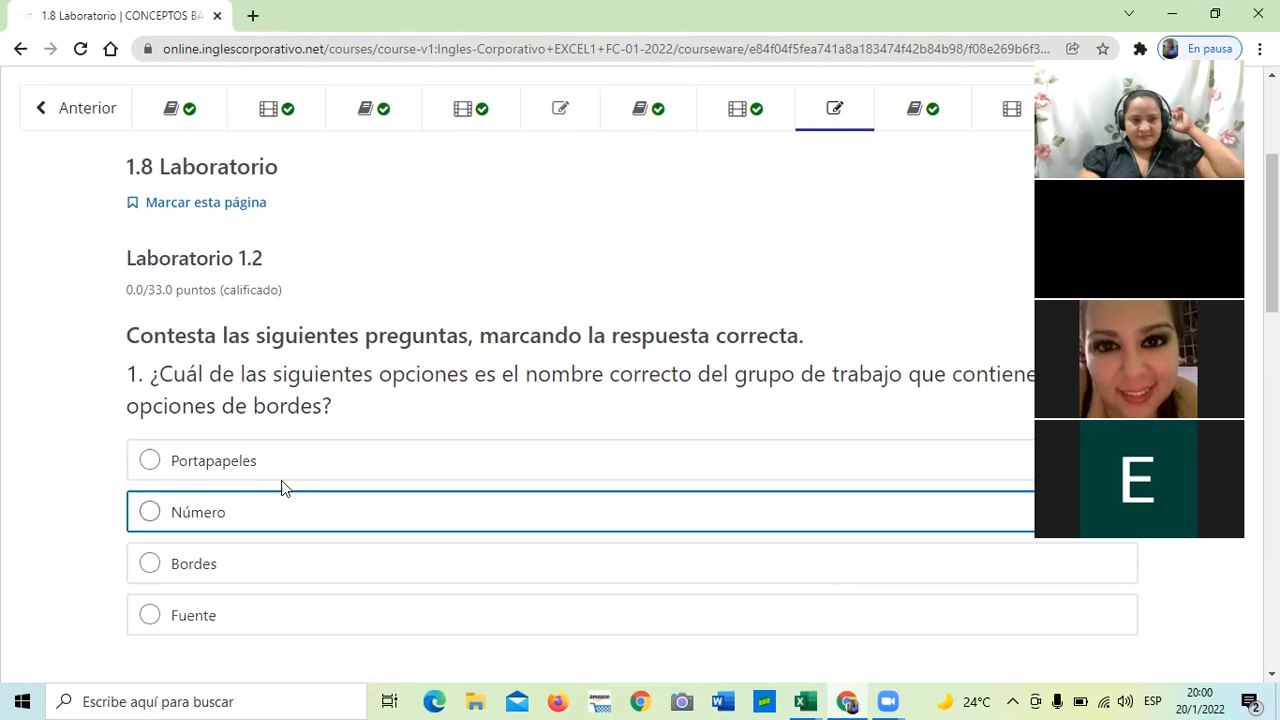 1.8 Laboratorio | CONCEPTOS BÁ
online.inglescorporativo.net/courses/course-v1:Ingles-Corporativo+EXCEL1+FC-01-2022/courseware/e84f04f5fea741a8a183474f42b84b98/f08e269b6f3...
En pausa
Anterior
1.8 Laboratorio
Marcar esta página
Laboratorio 1.2
0.0/33.0 puntos (calificado)
Contesta las siguientes preguntas, marcando la respuesta correcta.
1. ¿Cuál de las siguientes opciones es el nombre correcto del grupo de trabajo que contiene
opciones de bordes?
Portapapeles
Número
Bordes
Fuente
E
Escribe aquí para buscar
amazon
24°C
ESP
20:00
20/1/2022
2